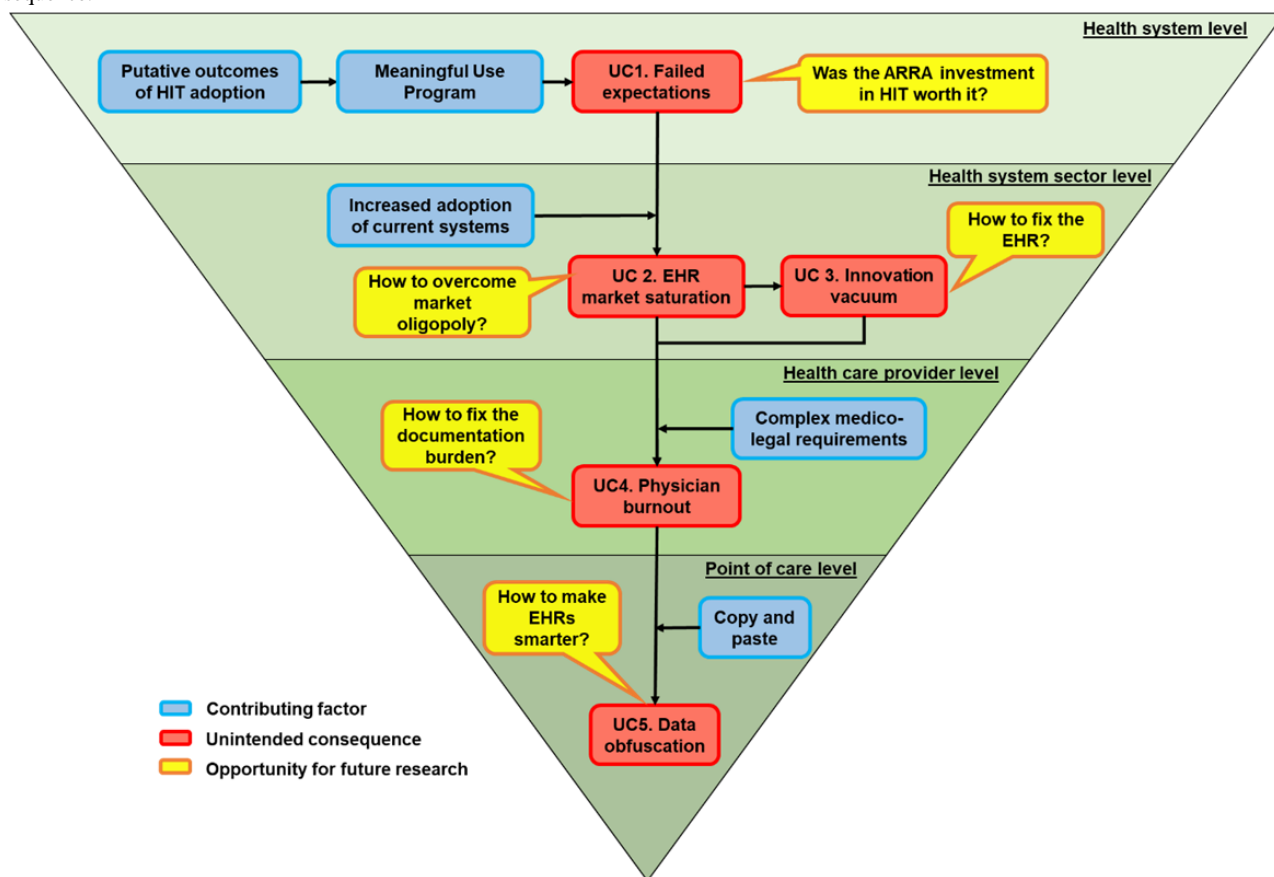 Health system level
Putative outcomes
of HIT adoption
Meaningful Use
Program
UC1. Failed
expectations
Was the ARRA investment
in HIT worth it?
Health system sector level
Increased adoption
of current systems
How to fix the
EHR?
How to overcome
market
oligopoly?
UC 2. EHR
market saturation
UC 3. Innovation
vacuum
Health care provider level
How to fix the
documentation
burden?
Complex medico-
legal requirements
UC4. Physician
burnout
Point of care level
How to make
EHRs
smarter?
Copy and
paste
UC5. Data
obfuscation
Contributing factor
Unintended consequence
Opportunity for future research